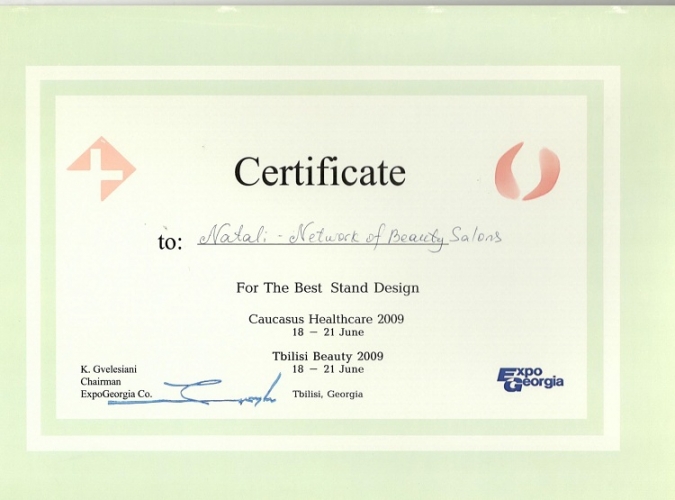 Certificate
to: Natali - Network of Beauty Salons
For The Best Stand Design
Caucasus Healthcare 2009
18 – 21 June
Tbilisi Beauty 2009
18 – 21 June
Tbilisi, Georgia
K. Gvelesiani
Chairman
ExpoGeorgia Co.
Expo
Georgia